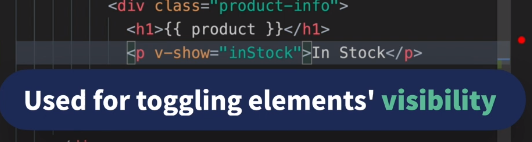 <div class="product-info">
<h1>{{ product }}</h1>
<p v-show="inStock">In Stock</p>
Used for toggling elements' visibility